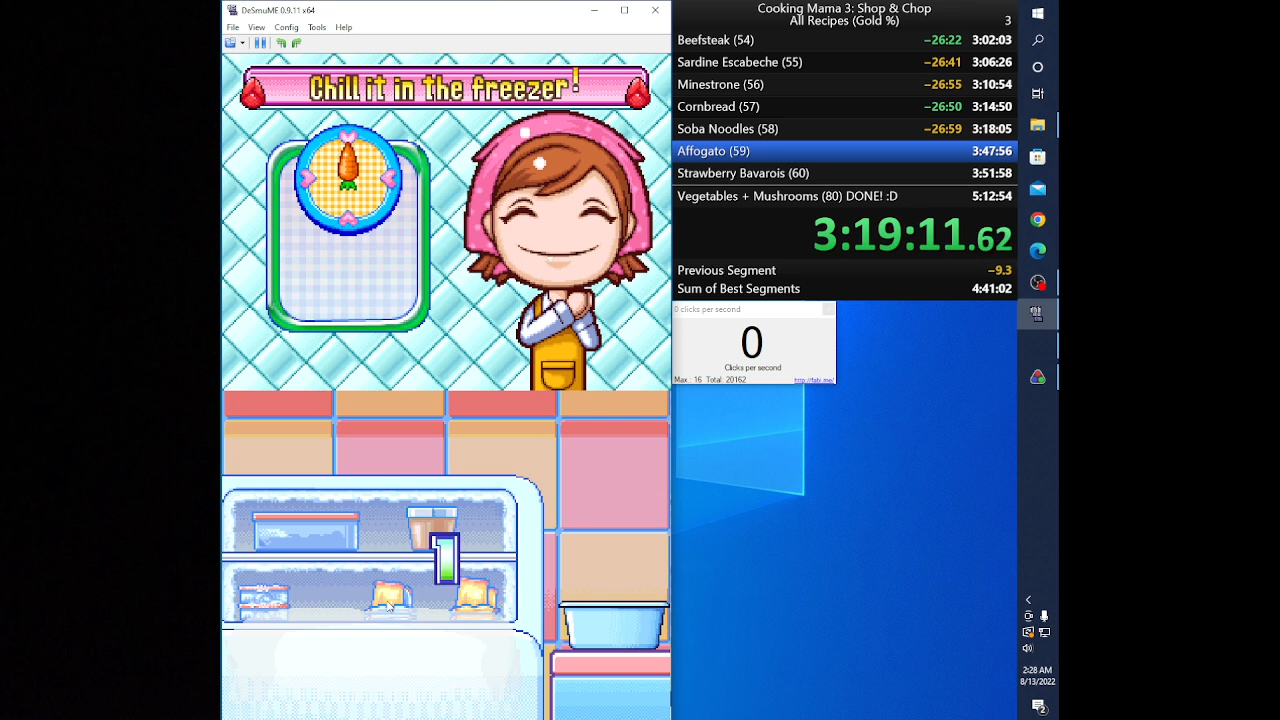 DeSmuME 0.9.11 x64
File View Config Tools Help
Chill it in the freezer!
Cooking Mama 3: Shop & Chop
All Recipes (Gold %) 3
Beefsteak (54) −26:22 3:02:03
Sardine Escabeche (55) −26:41 3:06:26
Minestrone (56) −26:55 3:10:54
Cornbread (57) −26:50 3:14:50
Soba Noodles (58) −26:59 3:18:05
Affogato (59) 3:47:56
Strawberry Bavarois (60) 3:51:58
Vegetables + Mushrooms (80) DONE! :D 5:12:54
3:19:11.62
Previous Segment −9.3
Sum of Best Segments 4:41:02
0 clicks per second
0
Clicks per second
Max.: 16 Total: 20162
2:28 AM
8/13/2022
2